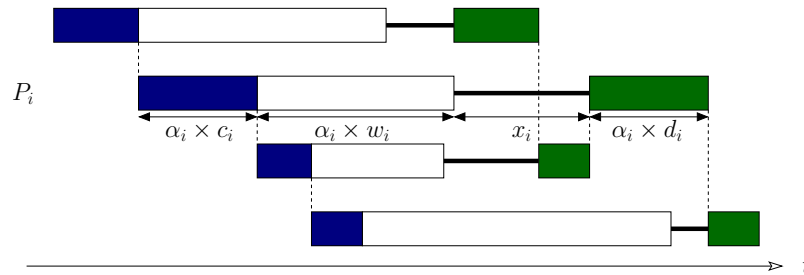 P_i
α_i × c_i α_i × w_i x_i α_i × d_i